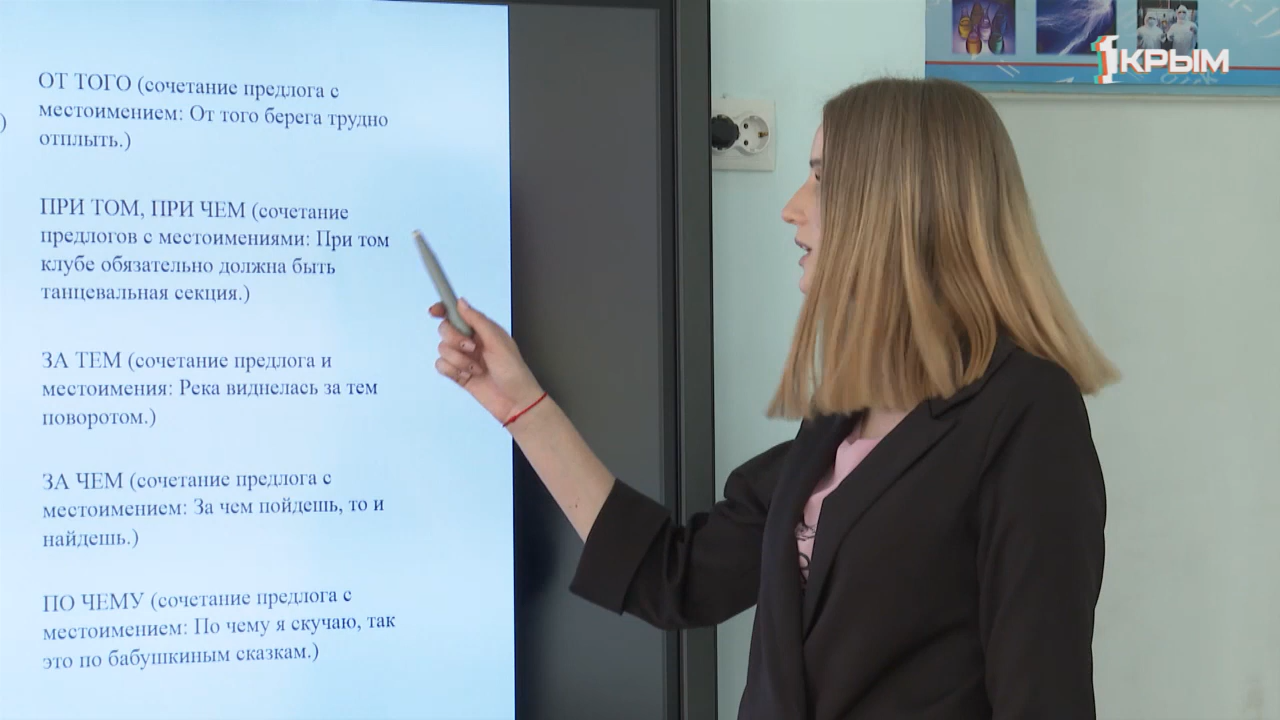 )
ОТ ТОГО (сочетание предлога с
местоимением: От того берега трудно
отплыть.)
ПРИ ТОМ, ПРИ ЧЕМ (сочетание
предлогов с местоимениями: При том
клубе обязательно должна быть
танцевальная секция.)
ЗА ТЕМ (сочетание предлога и
местоимения: Река виднелась за тем
поворотом.)
ЗА ЧЕМ (сочетание предлога с
местоимением: За чем пойдешь, то и
найдешь.)
ПО ЧЕМУ (сочетание предлога с
местоимением: По чему я скучаю, так
это по бабушкиным сказкам.)
1 КРЫМ